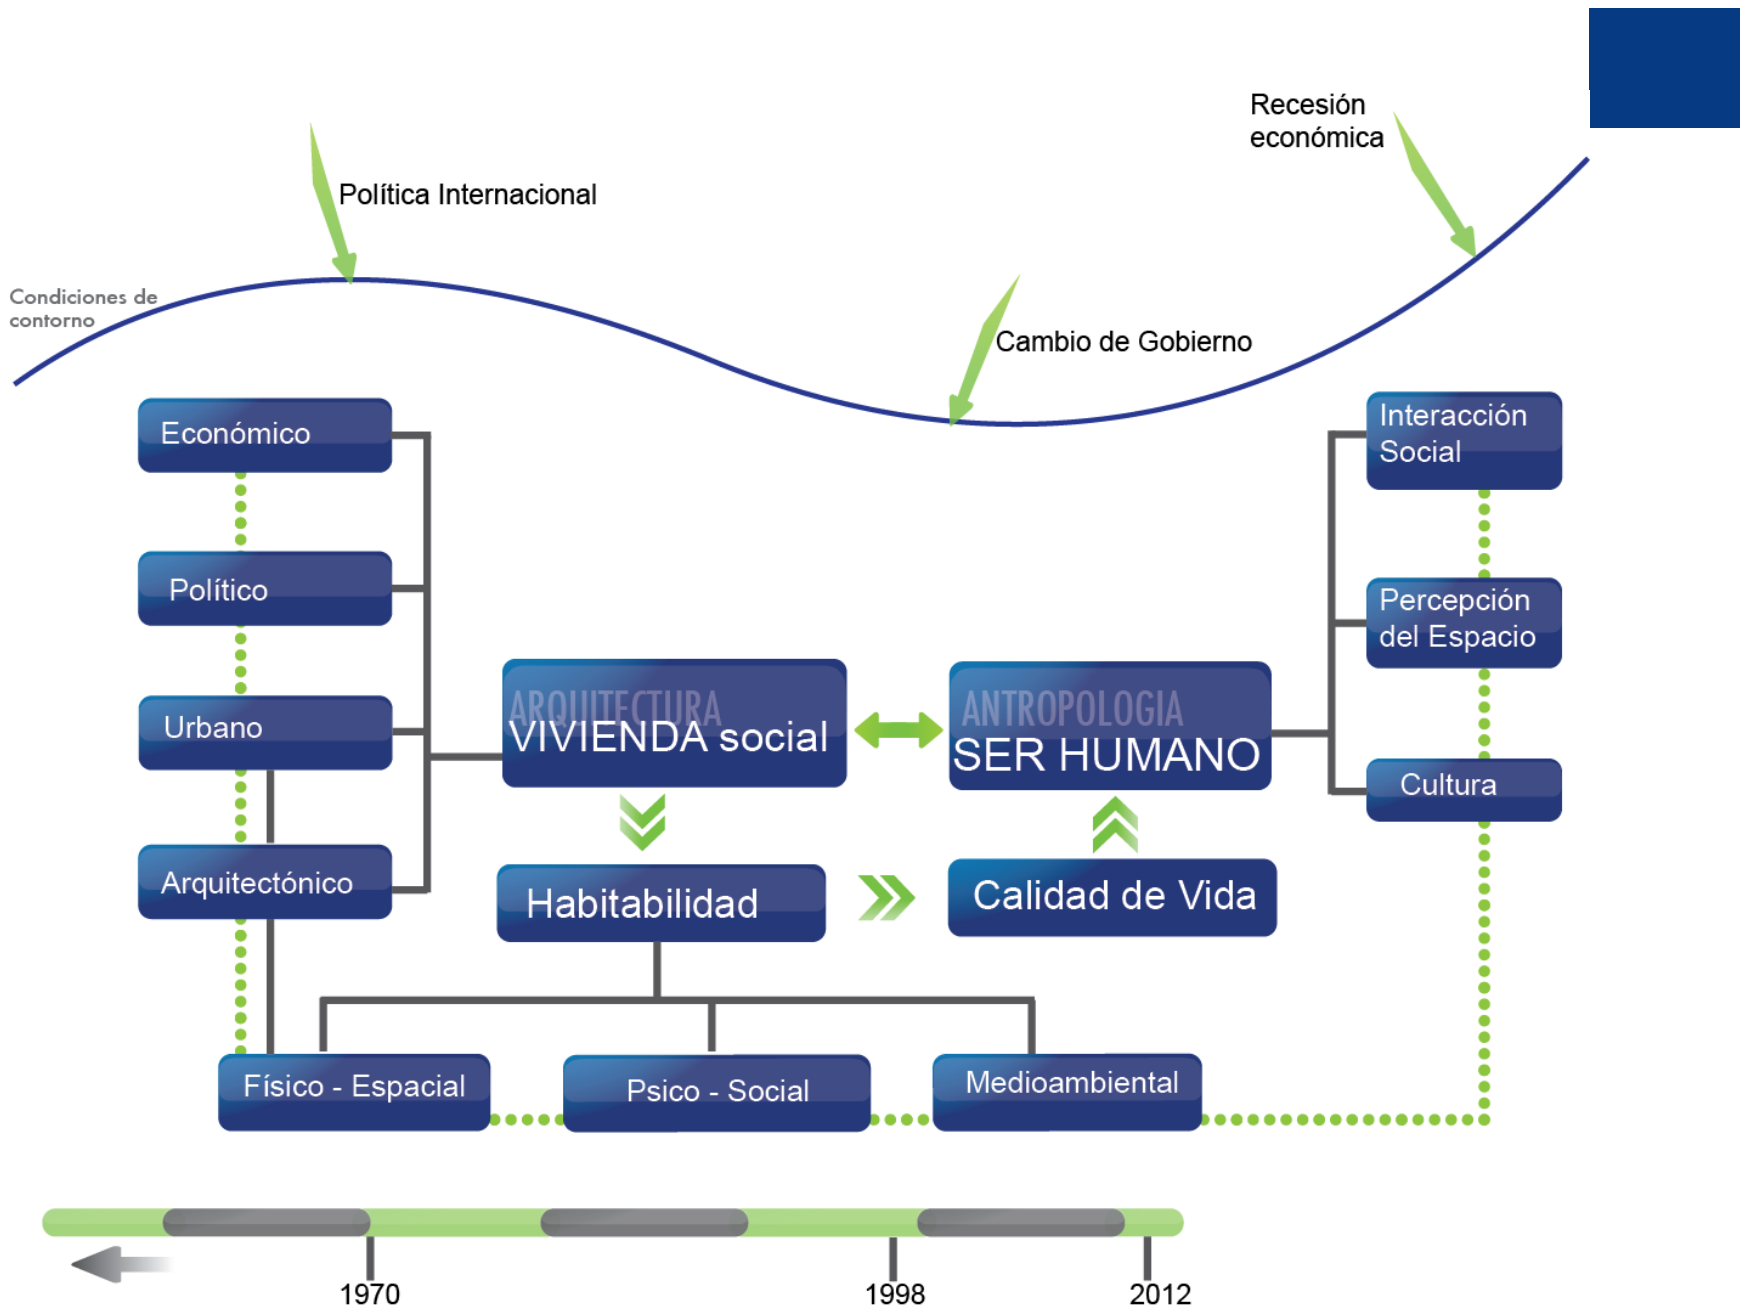 Recesión
económica
Política Internacional
Condiciones de
contorno
Cambio de Gobierno
Económico
Interacción
Social
Político
Percepción
del Espacio
Urbano
ARQUITECTURA
VIVIENDA social
ANTROPOLOGIA
SER HUMANO
Cultura
Arquitectónico
Habitabilidad
Calidad de Vida
Físico - Espacial
Psico - Social
Medioambiental
1970
1998
2012